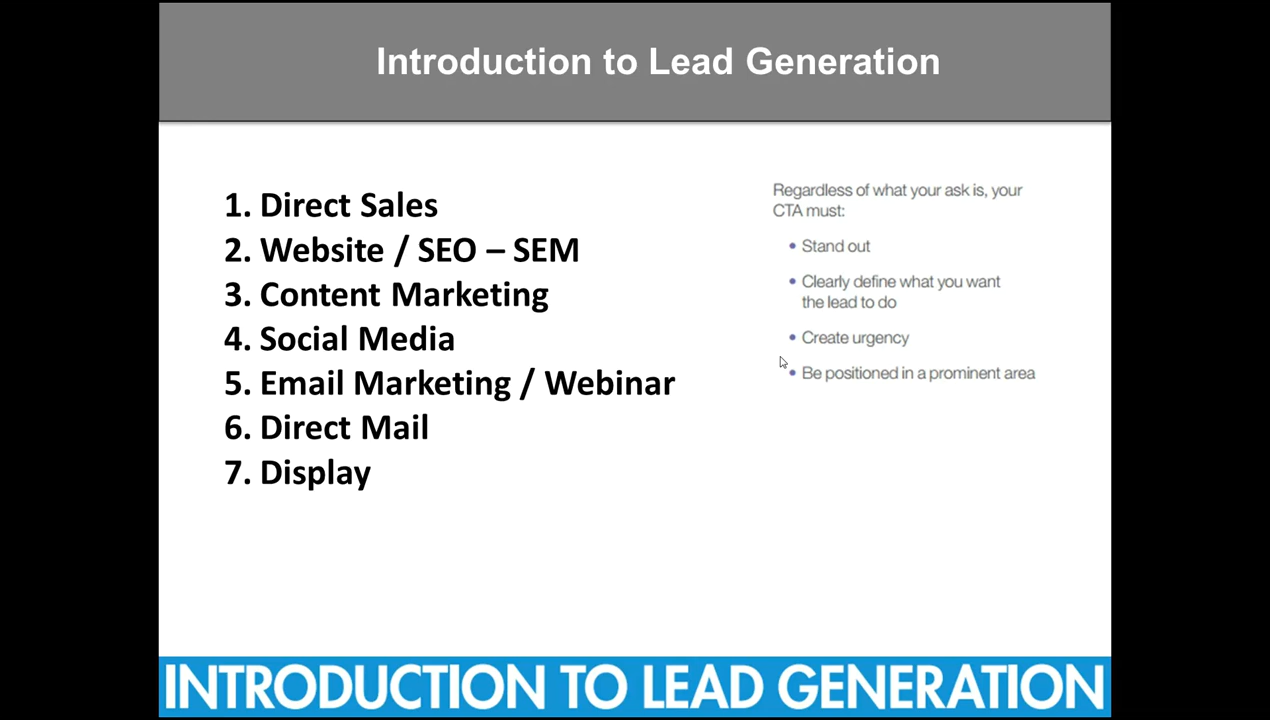 Introduction to Lead Generation
1. Direct Sales
2. Website / SEO – SEM
3. Content Marketing
4. Social Media
5. Email Marketing / Webinar
6. Direct Mail
7. Display
Regardless of what your ask is, your
CTA must:
• Stand out
• Clearly define what you want
the lead to do
• Create urgency
• Be positioned in a prominent area
INTRODUCTION TO LEAD GENERATION